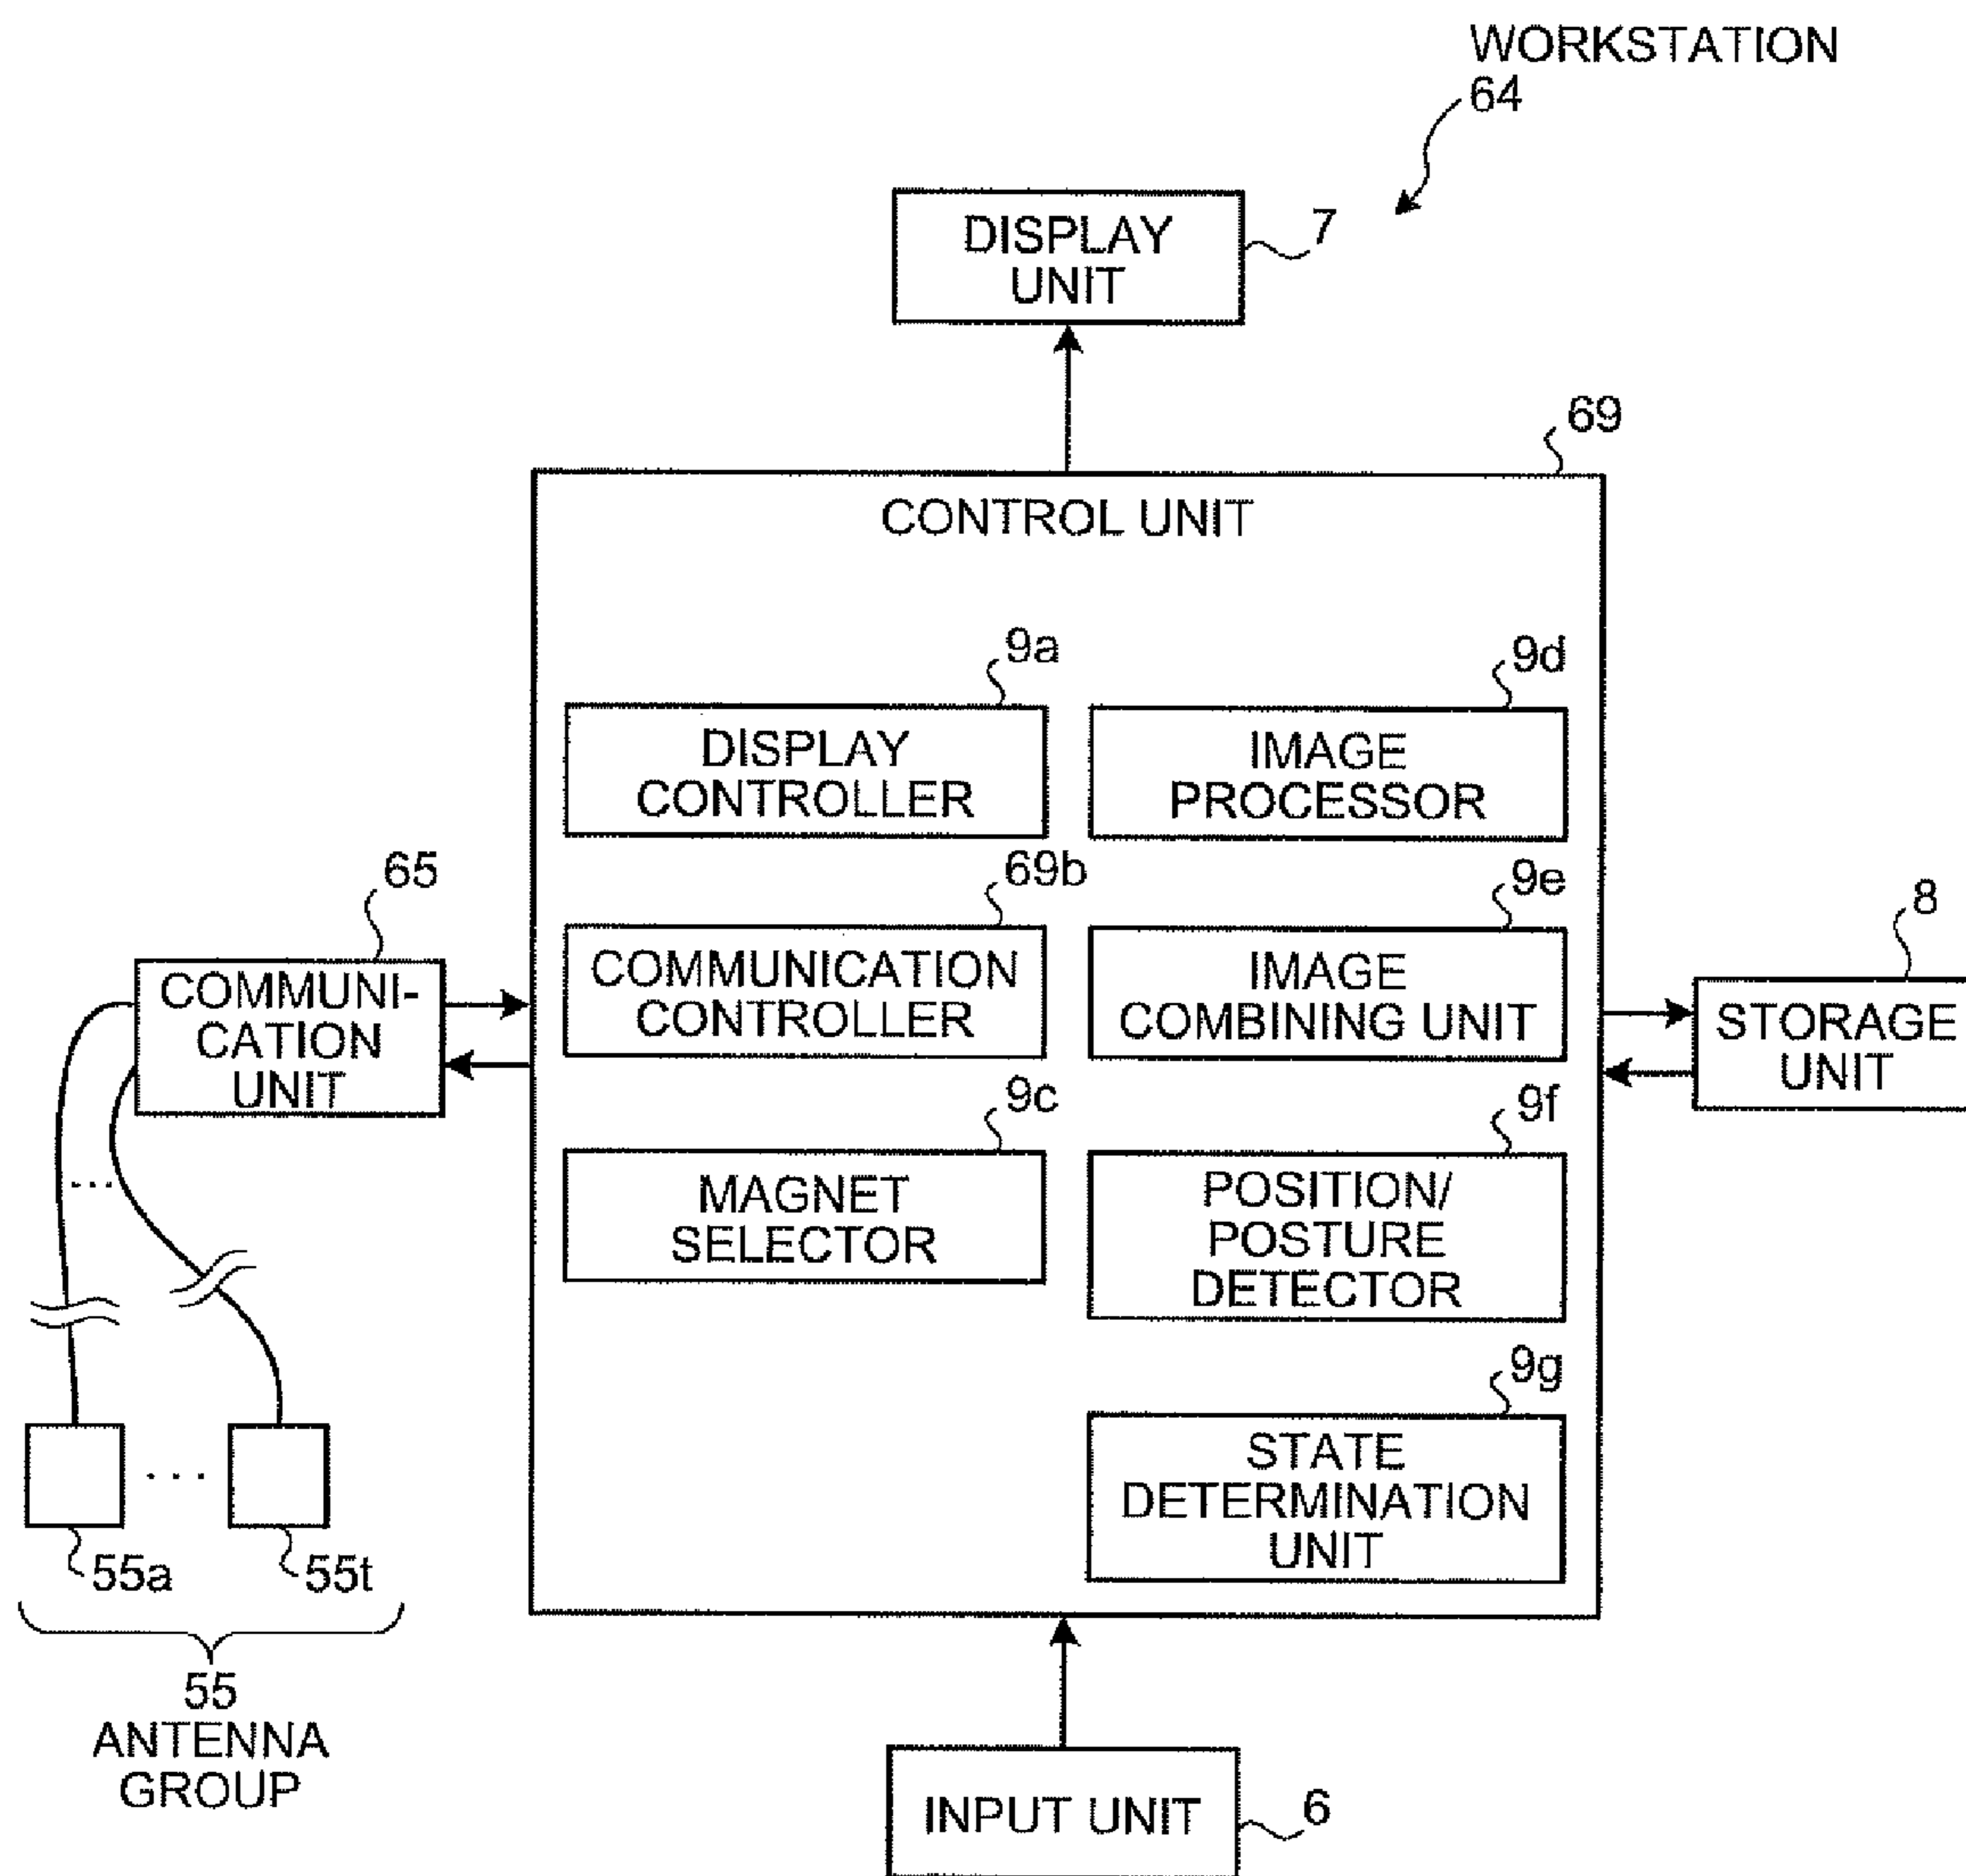 WORKSTATION
64
DISPLAY
UNIT
7
69
CONTROL UNIT
9a
DISPLAY
CONTROLLER
9d
IMAGE
PROCESSOR
65
COMMUNI-
CATION
UNIT
69b
COMMUNICATION
CONTROLLER
9e
IMAGE
COMBINING UNIT
8
STORAGE
UNIT
9c
MAGNET
SELECTOR
9f
POSITION/
POSTURE
DETECTOR
...
9g
STATE
DETERMINATION
UNIT
...
55a
55t
55
ANTENNA
GROUP
INPUT UNIT
6